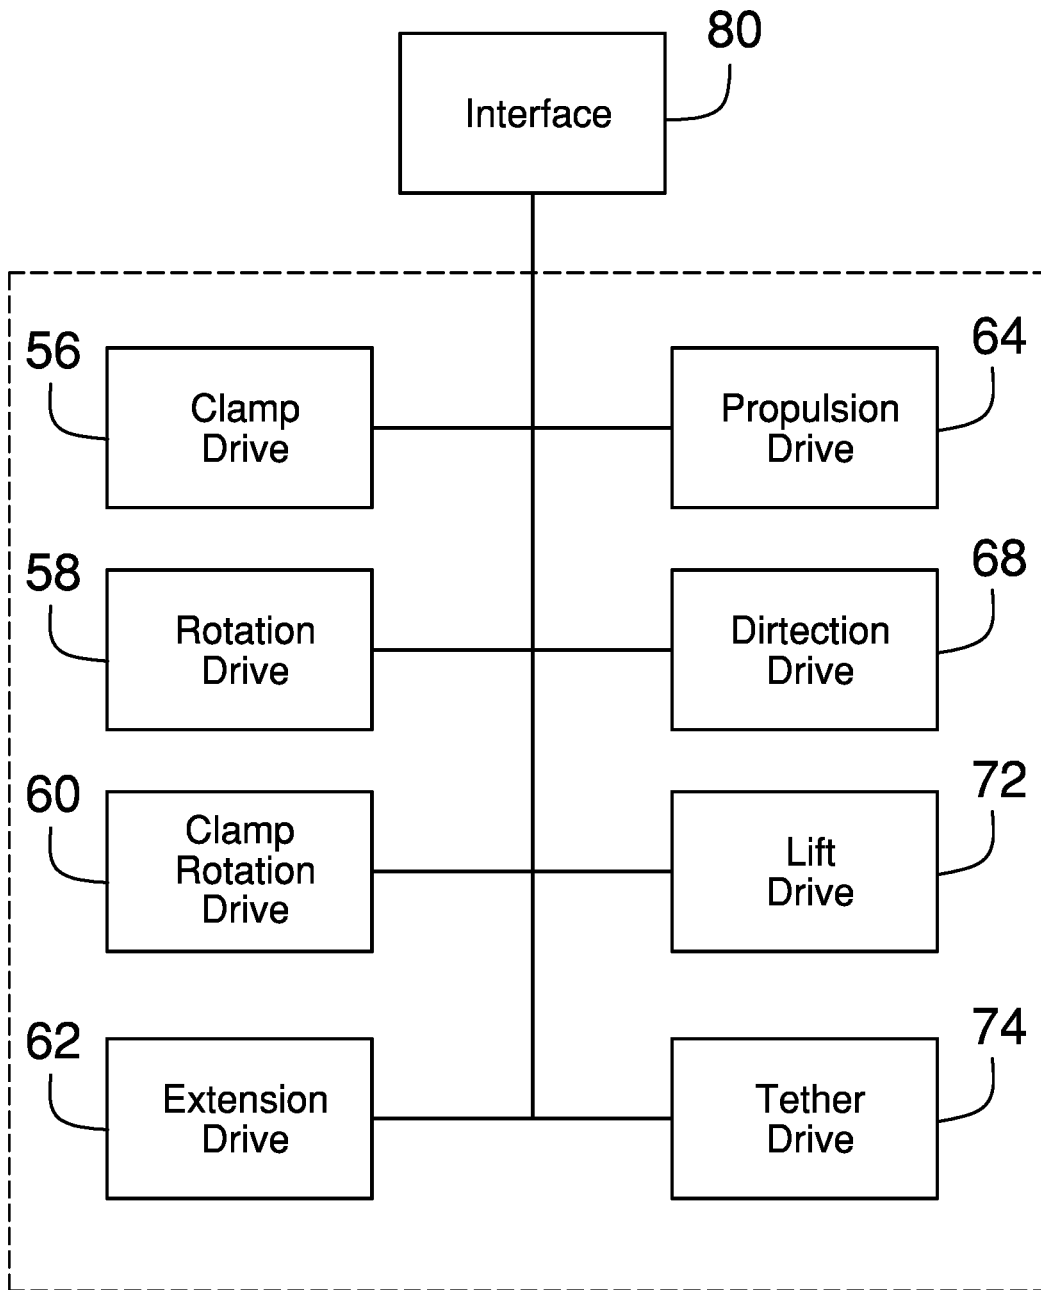 80
Interface
56
Clamp
Drive
64
Propulsion
Drive
58
Rotation
Drive
68
Dirtection
Drive
60
Clamp
Rotation
Drive
72
Lift
Drive
62
Extension
Drive
74
Tether
Drive